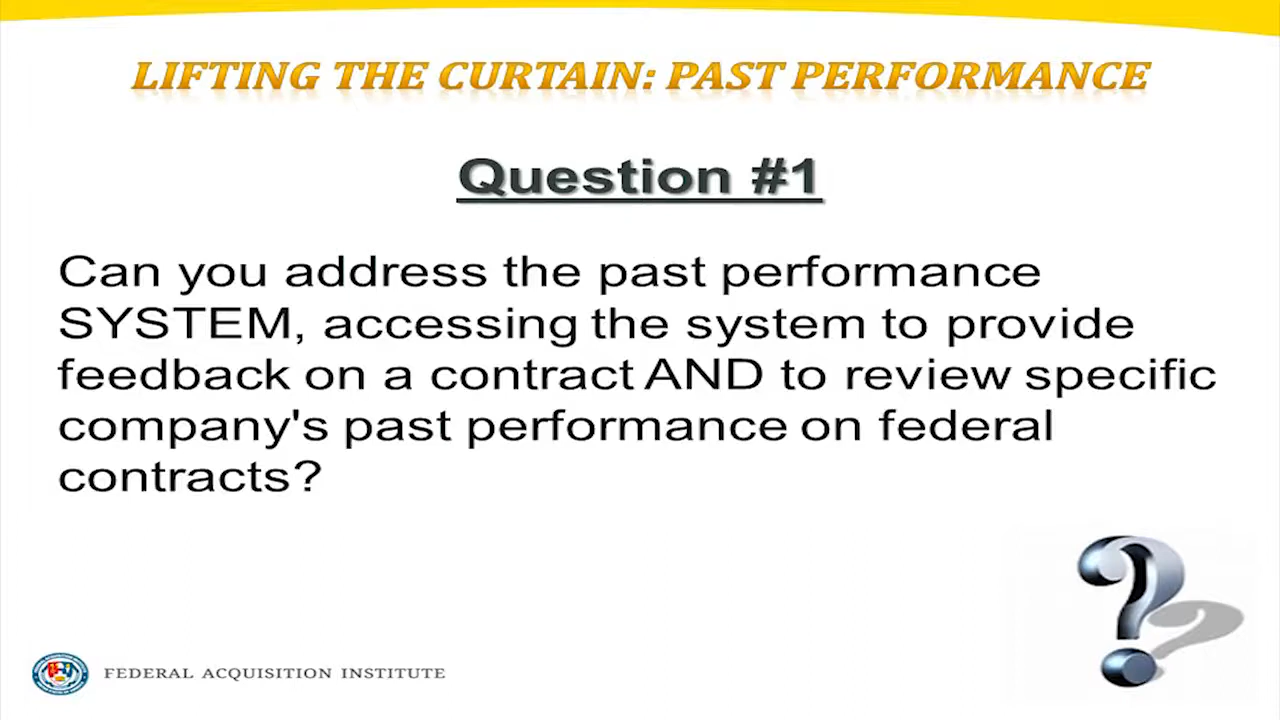 LIFTING THE CURTAIN: PAST PERFORMANCE
Question #1
Can you address the past performance
SYSTEM, accessing the system to provide
feedback on a contract AND to review specific
company's past performance on federal
contracts?
FEDERAL ACQUISITION INSTITUTE